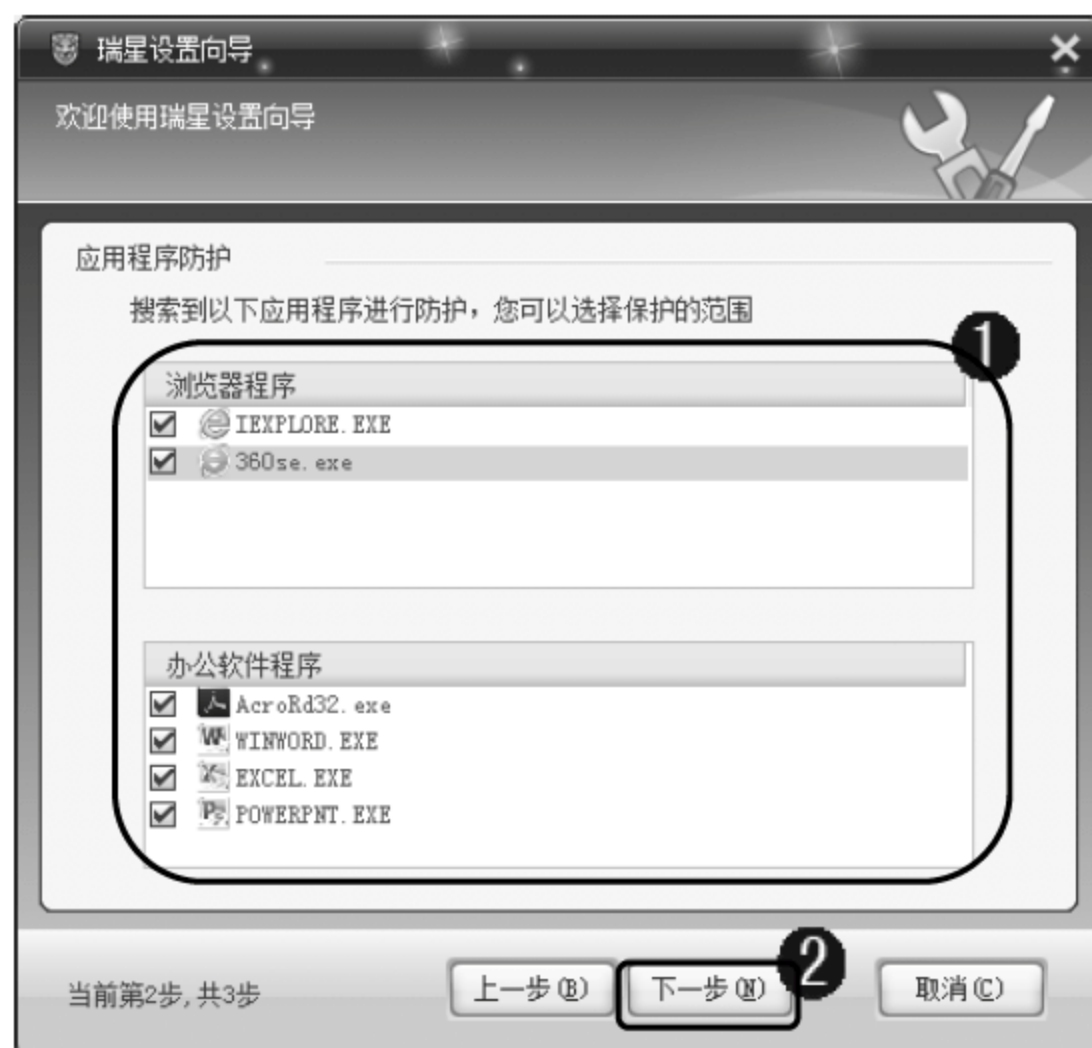 瑞星设置向导
欢迎使用瑞星设置向导
应用程序防护
搜索到以下应用程序进行防护，您可以选择保护的范围
1
浏览器程序
IEXPLORE.EXE
360se.exe
办公软件程序
AcroRd32.exe
WINWORD.EXE
EXCEL.EXE
POWERPNT.EXE
2
当前第2步,共3步 上一步(B) 下一步(N) 取消(C)